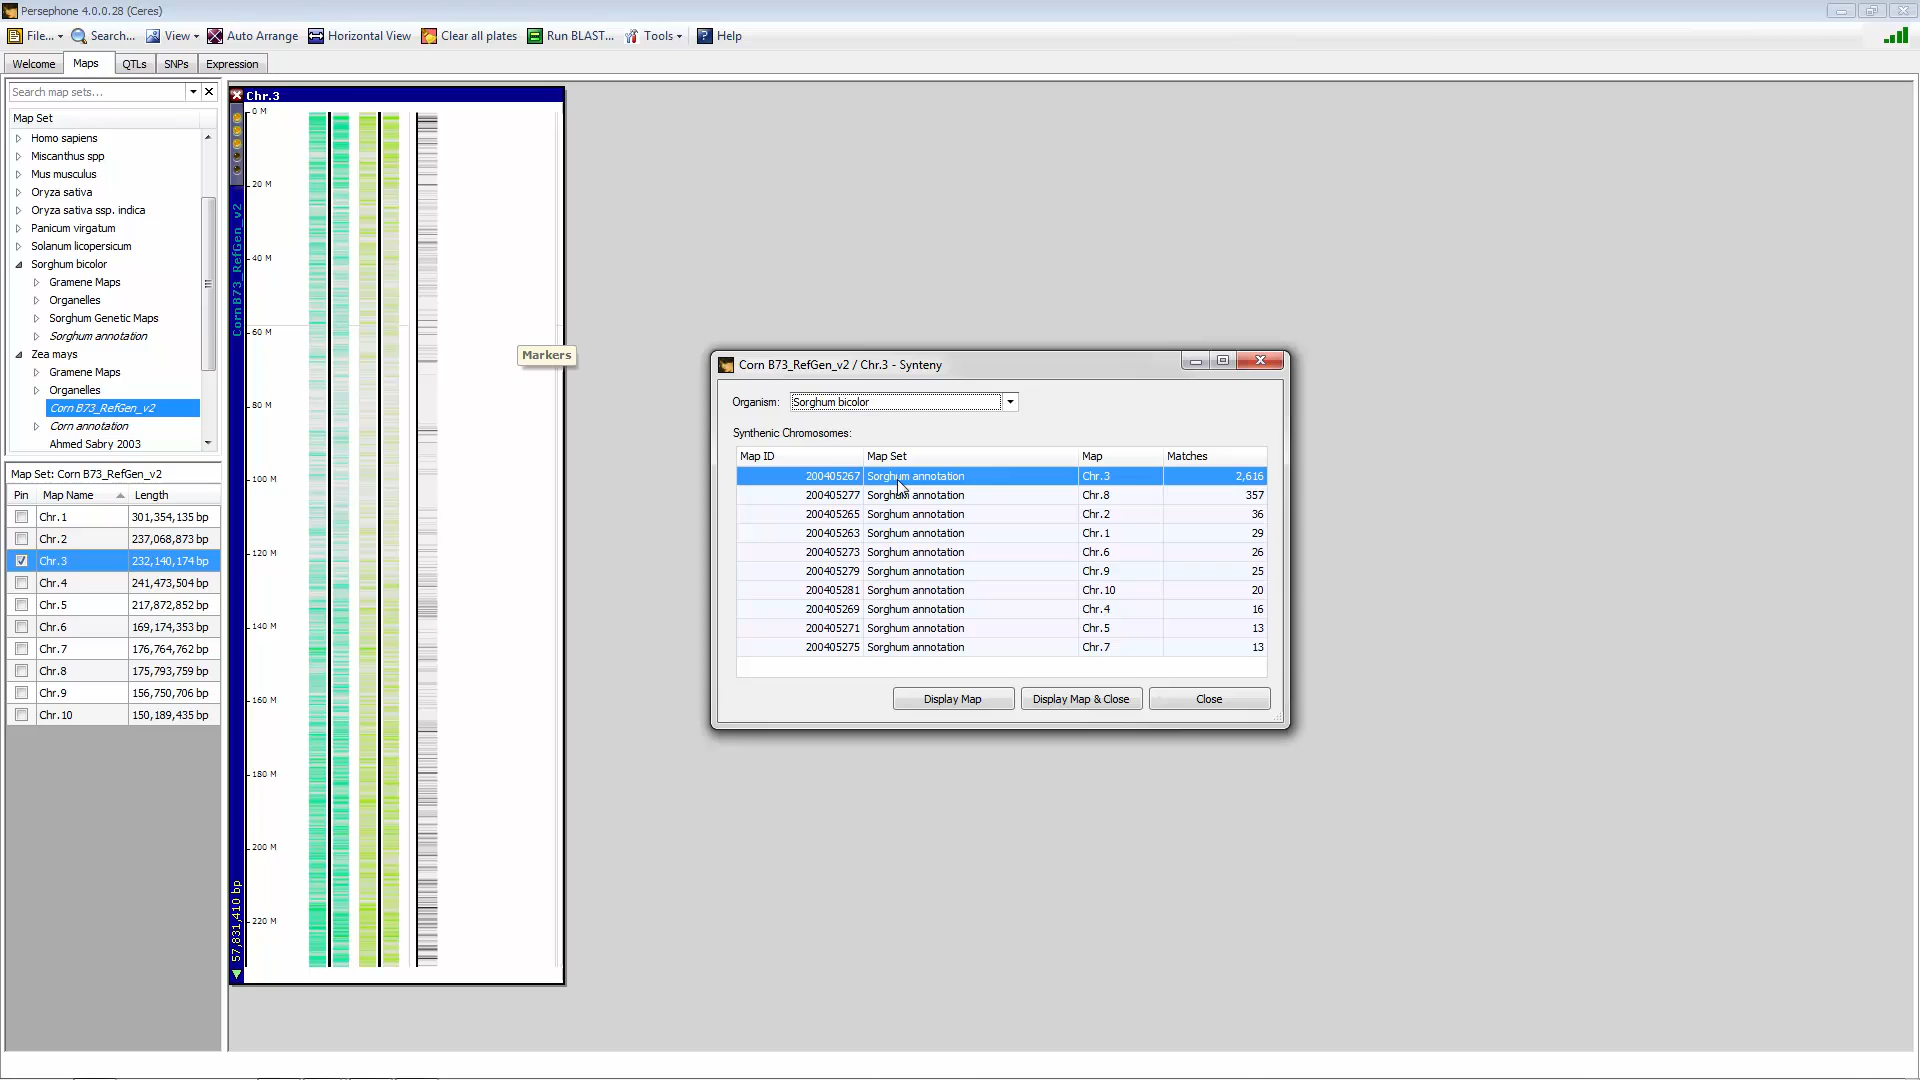 Persephone 4.0.0.28 (Ceres)
File... Search... View Auto Arrange Horizontal View Clear all plates Run BLAST... Tools Help
Welcome Maps QTLs SNPs Expression
Search map sets...
Map Set
Homo sapiens
Miscanthus spp
Mus musculus
Oryza sativa
Oryza sativa ssp. indica
Panicum virgatum
Solanum licopersicum
Sorghum bicolor
Gramene Maps
Organelles
Sorghum Genetic Maps
Sorghum annotation
Zea mays
Gramene Maps
Organelles
Corn B73_RefGen_v2
Corn annotation
Ahmed Sabry 2003
Map Set: Corn B73_RefGen_v2
Pin Map Name Length
Chr.1 301,354,135 bp
Chr.2 237,068,873 bp
Chr.3 232,140,174 bp
Chr.4 241,473,504 bp
Chr.5 217,872,852 bp
Chr.6 169,174,353 bp
Chr.7 176,764,762 bp
Chr.8 175,793,759 bp
Chr.9 156,750,706 bp
Chr.10 150,189,435 bp
Chr.3
Corn B73_RefGen_v2
57,831,410 bp
0 M
20 M
40 M
60 M
80 M
100 M
120 M
140 M
160 M
180 M
200 M
220 M
Markers
Corn B73_RefGen_v2 / Chr.3 - Synteny
Organism: Sorghum bicolor
Synthenic Chromosomes:
Map ID Map Set Map Matches
200405267 Sorghum annotation Chr.3 2,616
200405277 Sorghum annotation Chr.8 357
200405265 Sorghum annotation Chr.2 36
200405263 Sorghum annotation Chr.1 29
200405273 Sorghum annotation Chr.6 26
200405279 Sorghum annotation Chr.9 25
200405281 Sorghum annotation Chr.10 20
200405269 Sorghum annotation Chr.4 16
200405271 Sorghum annotation Chr.5 13
200405275 Sorghum annotation Chr.7 13
Display Map Display Map & Close Close